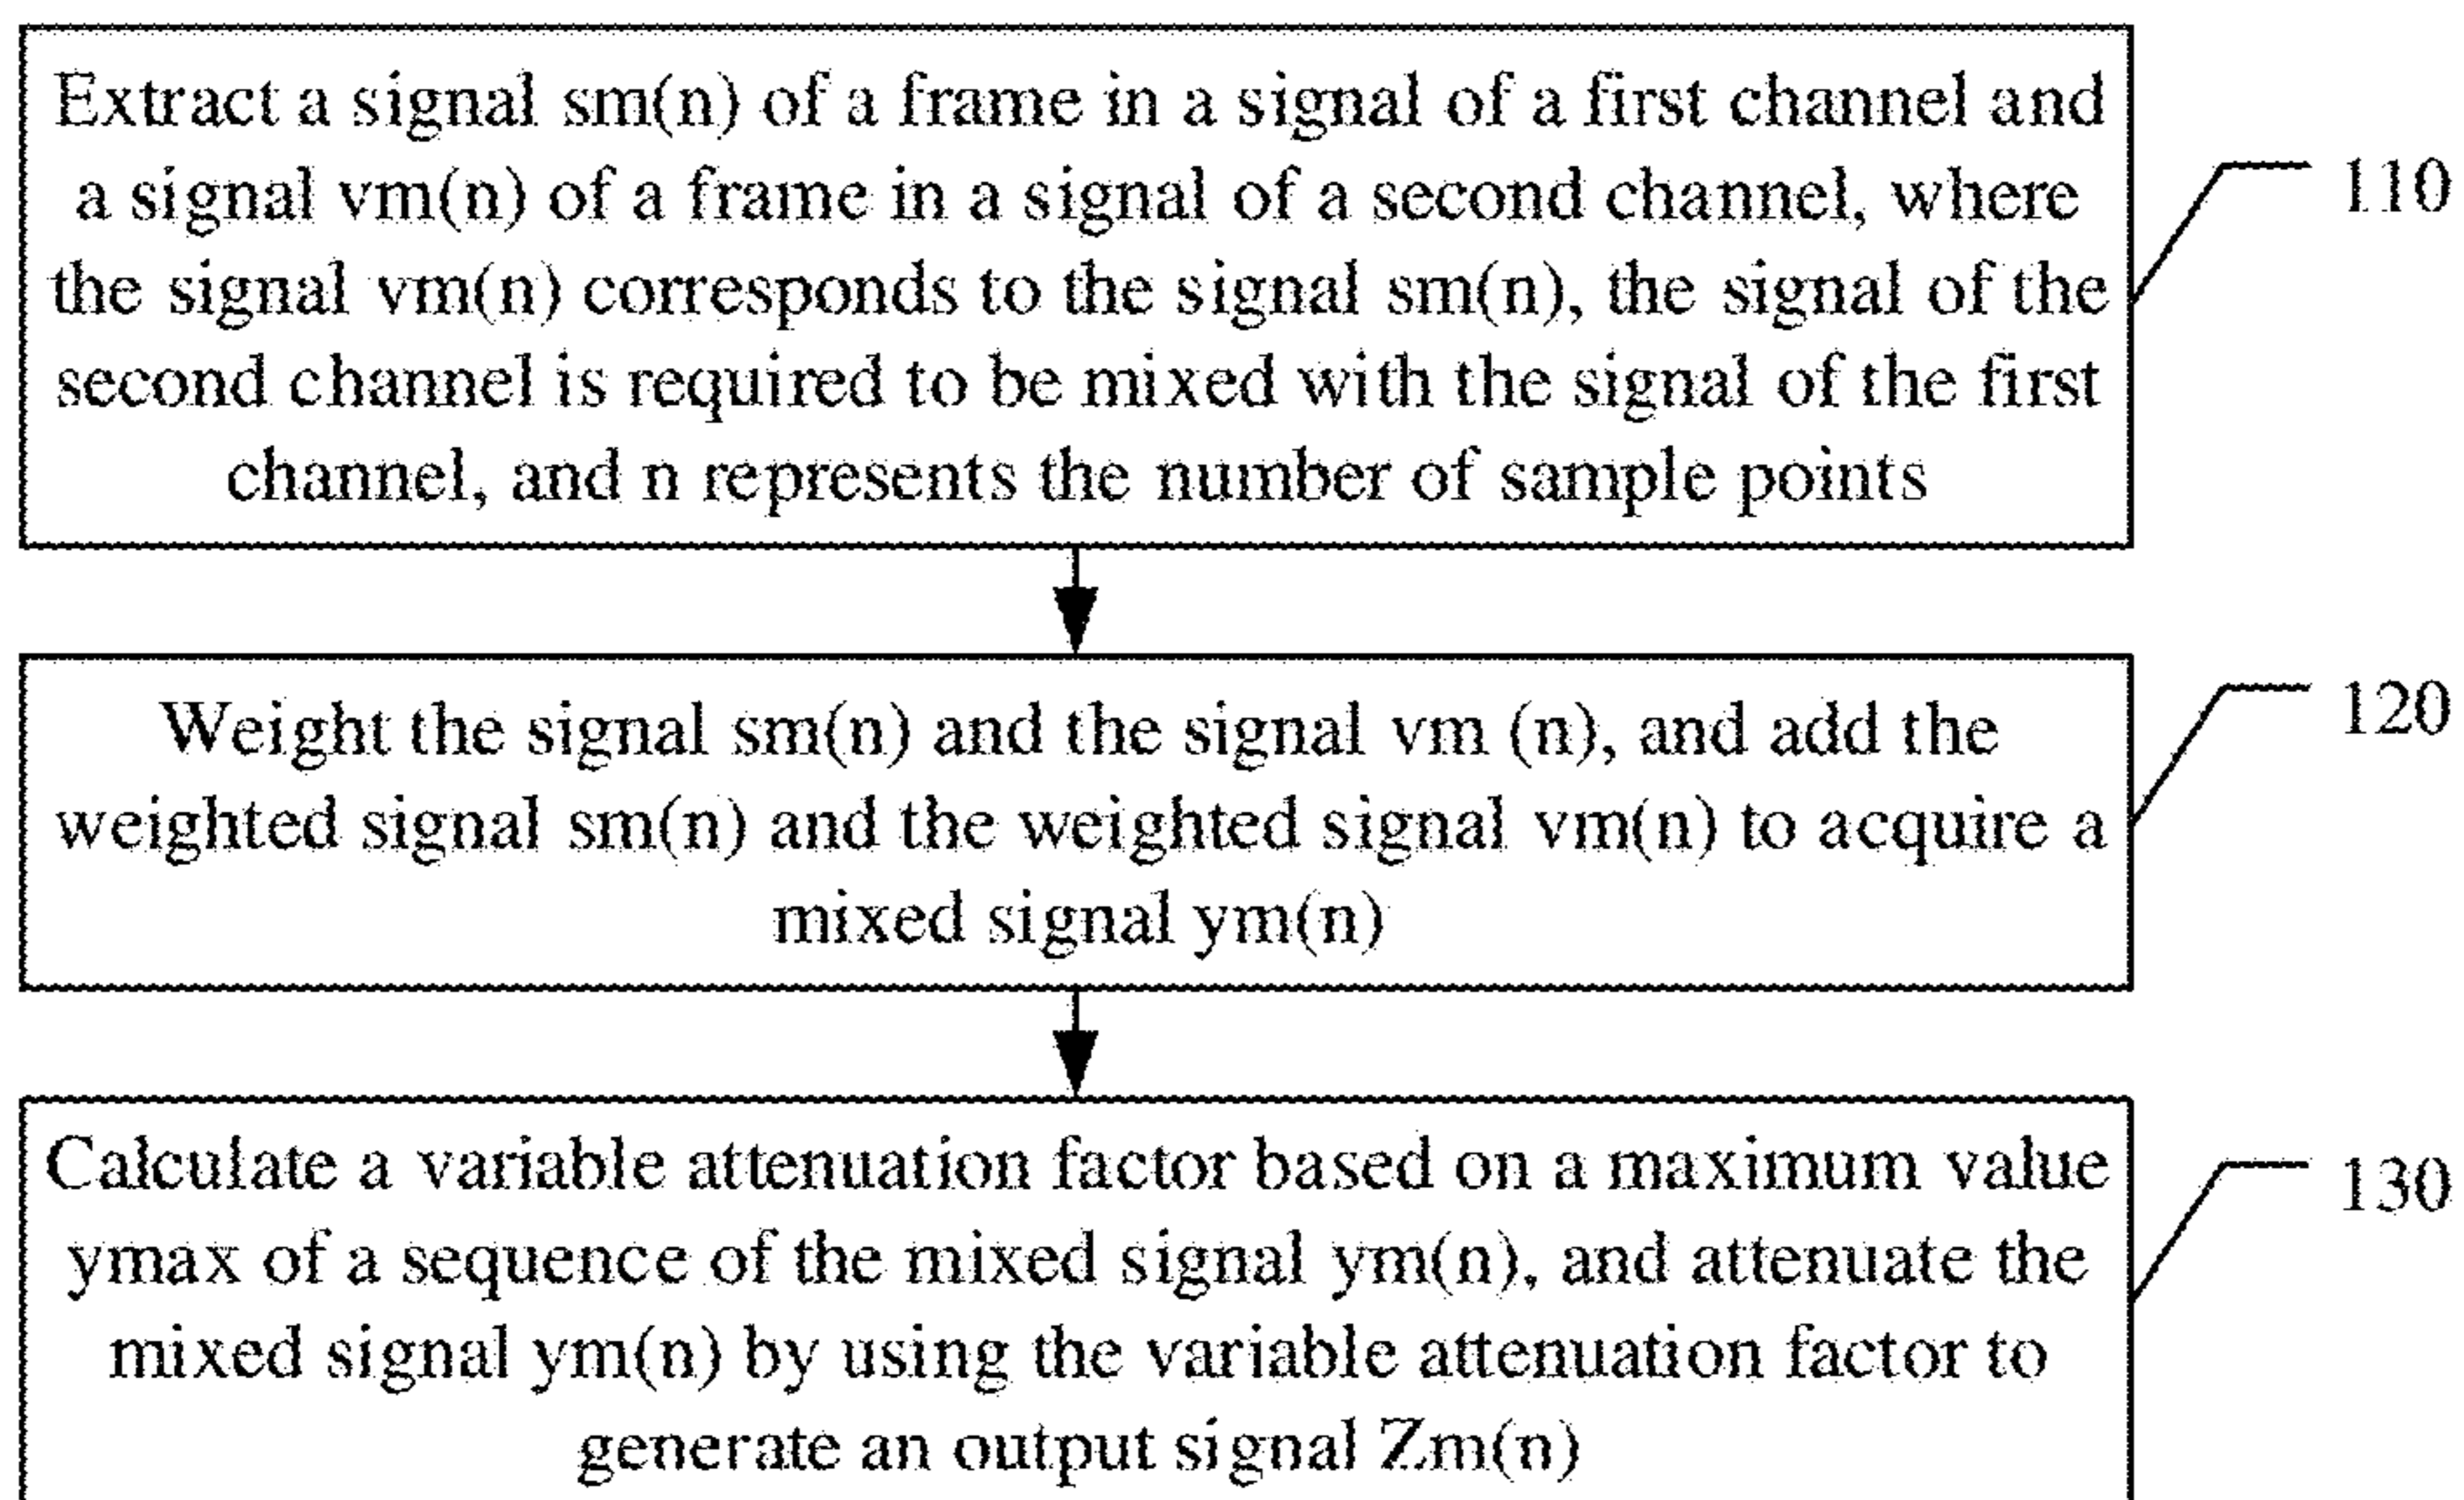 Extract a signal sm(n) of a frame in a signal of a first channel and
a signal vm(n) of a frame in a signal of a second channel, where
the signal vm(n) corresponds to the signal sm(n), the signal of the
second channel is required to be mixed with the signal of the first
channel, and n represents the number of sample points
110
Weight the signal sm(n) and the signal vm (n), and add the
weighted signal sm(n) and the weighted signal vm(n) to acquire a
mixed signal ym(n)
120
Calculate a variable attenuation factor based on a maximum value
ymax of a sequence of the mixed signal ym(n), and attenuate the
mixed signal ym(n) by using the variable attenuation factor to
generate an output signal Zm(n)
130